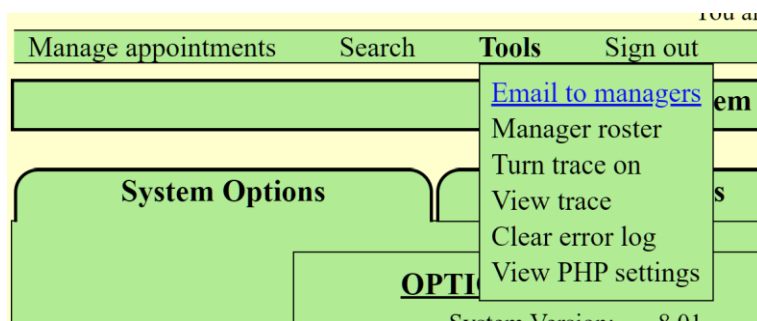 Manage appointments Search Tools Sign out
Email to managers
Manager roster
Turn trace on
View trace
Clear error log
View PHP settings
System Options